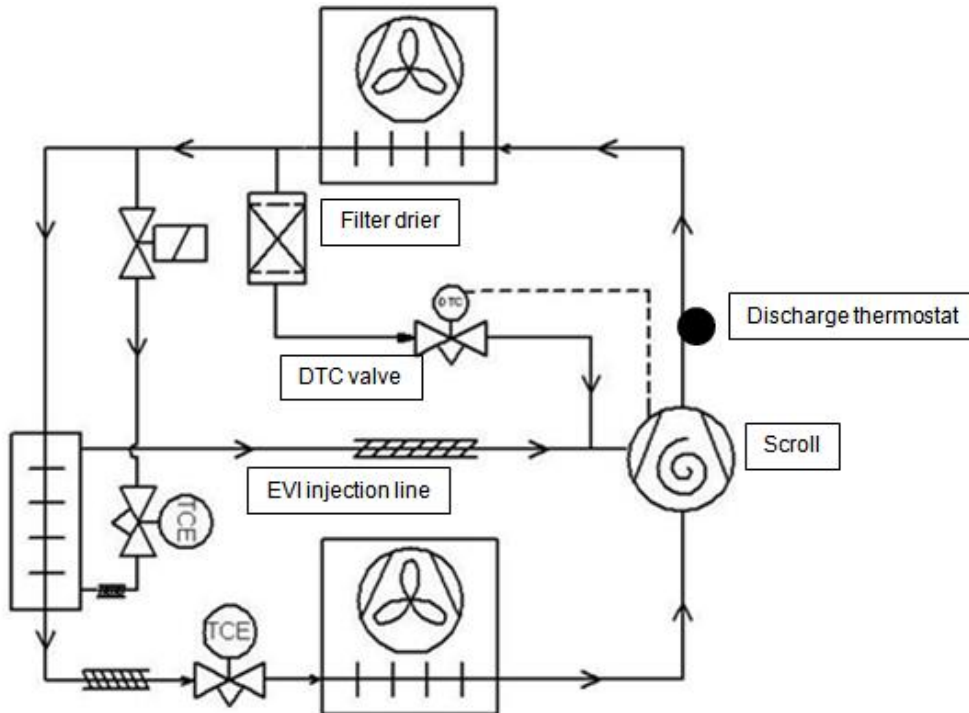 Filter drier
DTC
Discharge thermostat
DTC valve
Scroll
EVI injection line
TCE
TCE